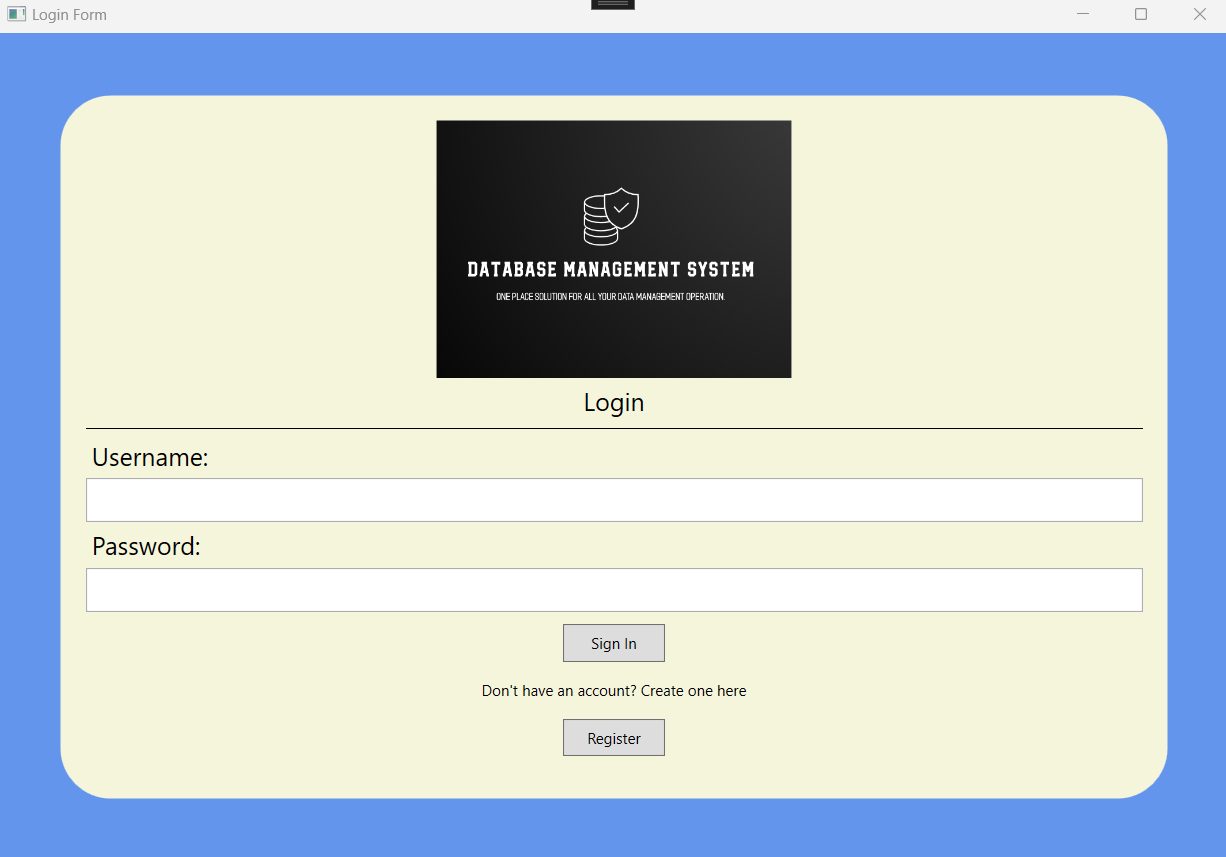 Login Form
DATABASE MANAGEMENT SYSTEM
ONE PLACE SOLUTION FOR ALL YOUR DATA MANAGEMENT OPERATION.
Login
Username:
Password:
Sign In
Don't have an account? Create one here
Register